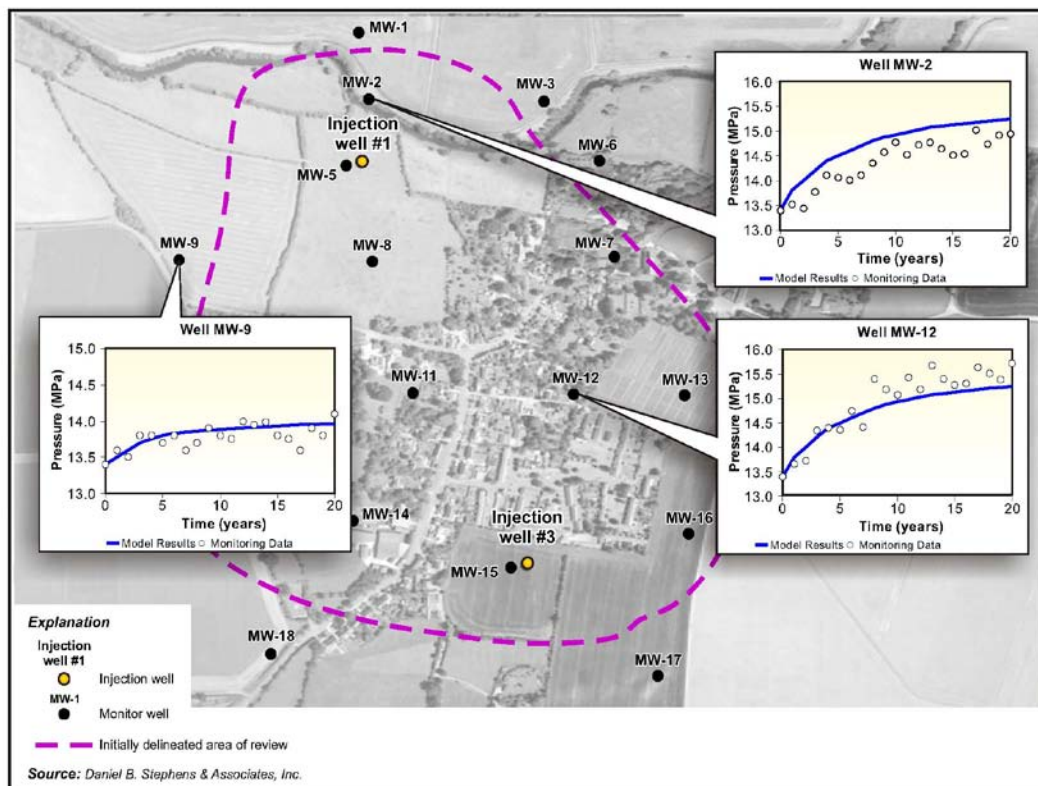 MW-1
MW-2
MW-3
Injection
well #1
MW-5
MW-6
MW-9
MW-8
MW-7
Well MW-2
Pressure (MPa)
16.0
15.5
15.0
14.5
14.0
13.5
13.0
0 5 10 15 20
Time (years)
Model Results Monitoring Data
Well MW-9
Pressure (MPa)
15.0
14.5
14.0
13.5
13.0
0 5 10 15 20
Time (years)
Model Results Monitoring Data
MW-11
MW-12
MW-13
Well MW-12
Pressure (MPa)
16.0
15.5
15.0
14.5
14.0
13.5
13.0
0 5 10 15 20
Time (years)
Model Results Monitoring Data
MW-14
Injection
well #3
MW-16
MW-15
MW-18
MW-17
Explanation
Injection
well #1
Injection well
MW-1
Monitor well
Initially delineated area of review
Source: Daniel B. Stephens & Associates, Inc.